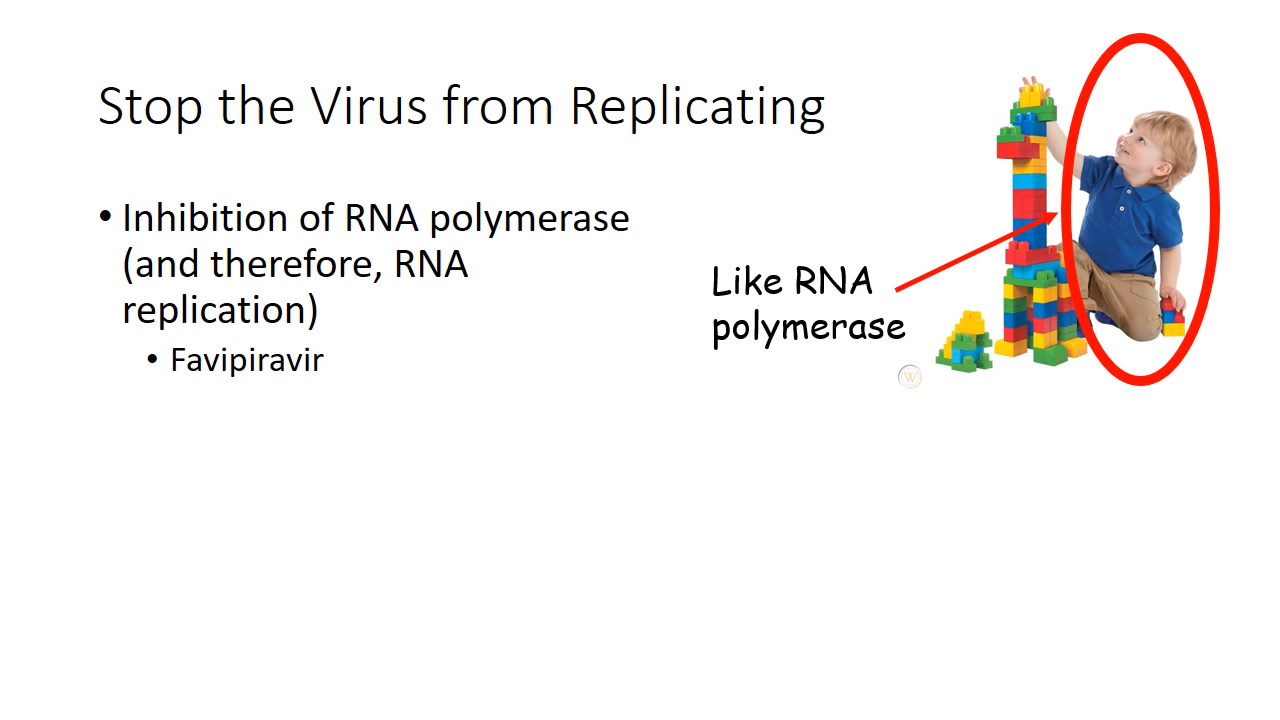 Stop the Virus from Replicating
• Inhibition of RNA polymerase
(and therefore, RNA
replication)
• Favipiravir
Like RNA
polymerase
W